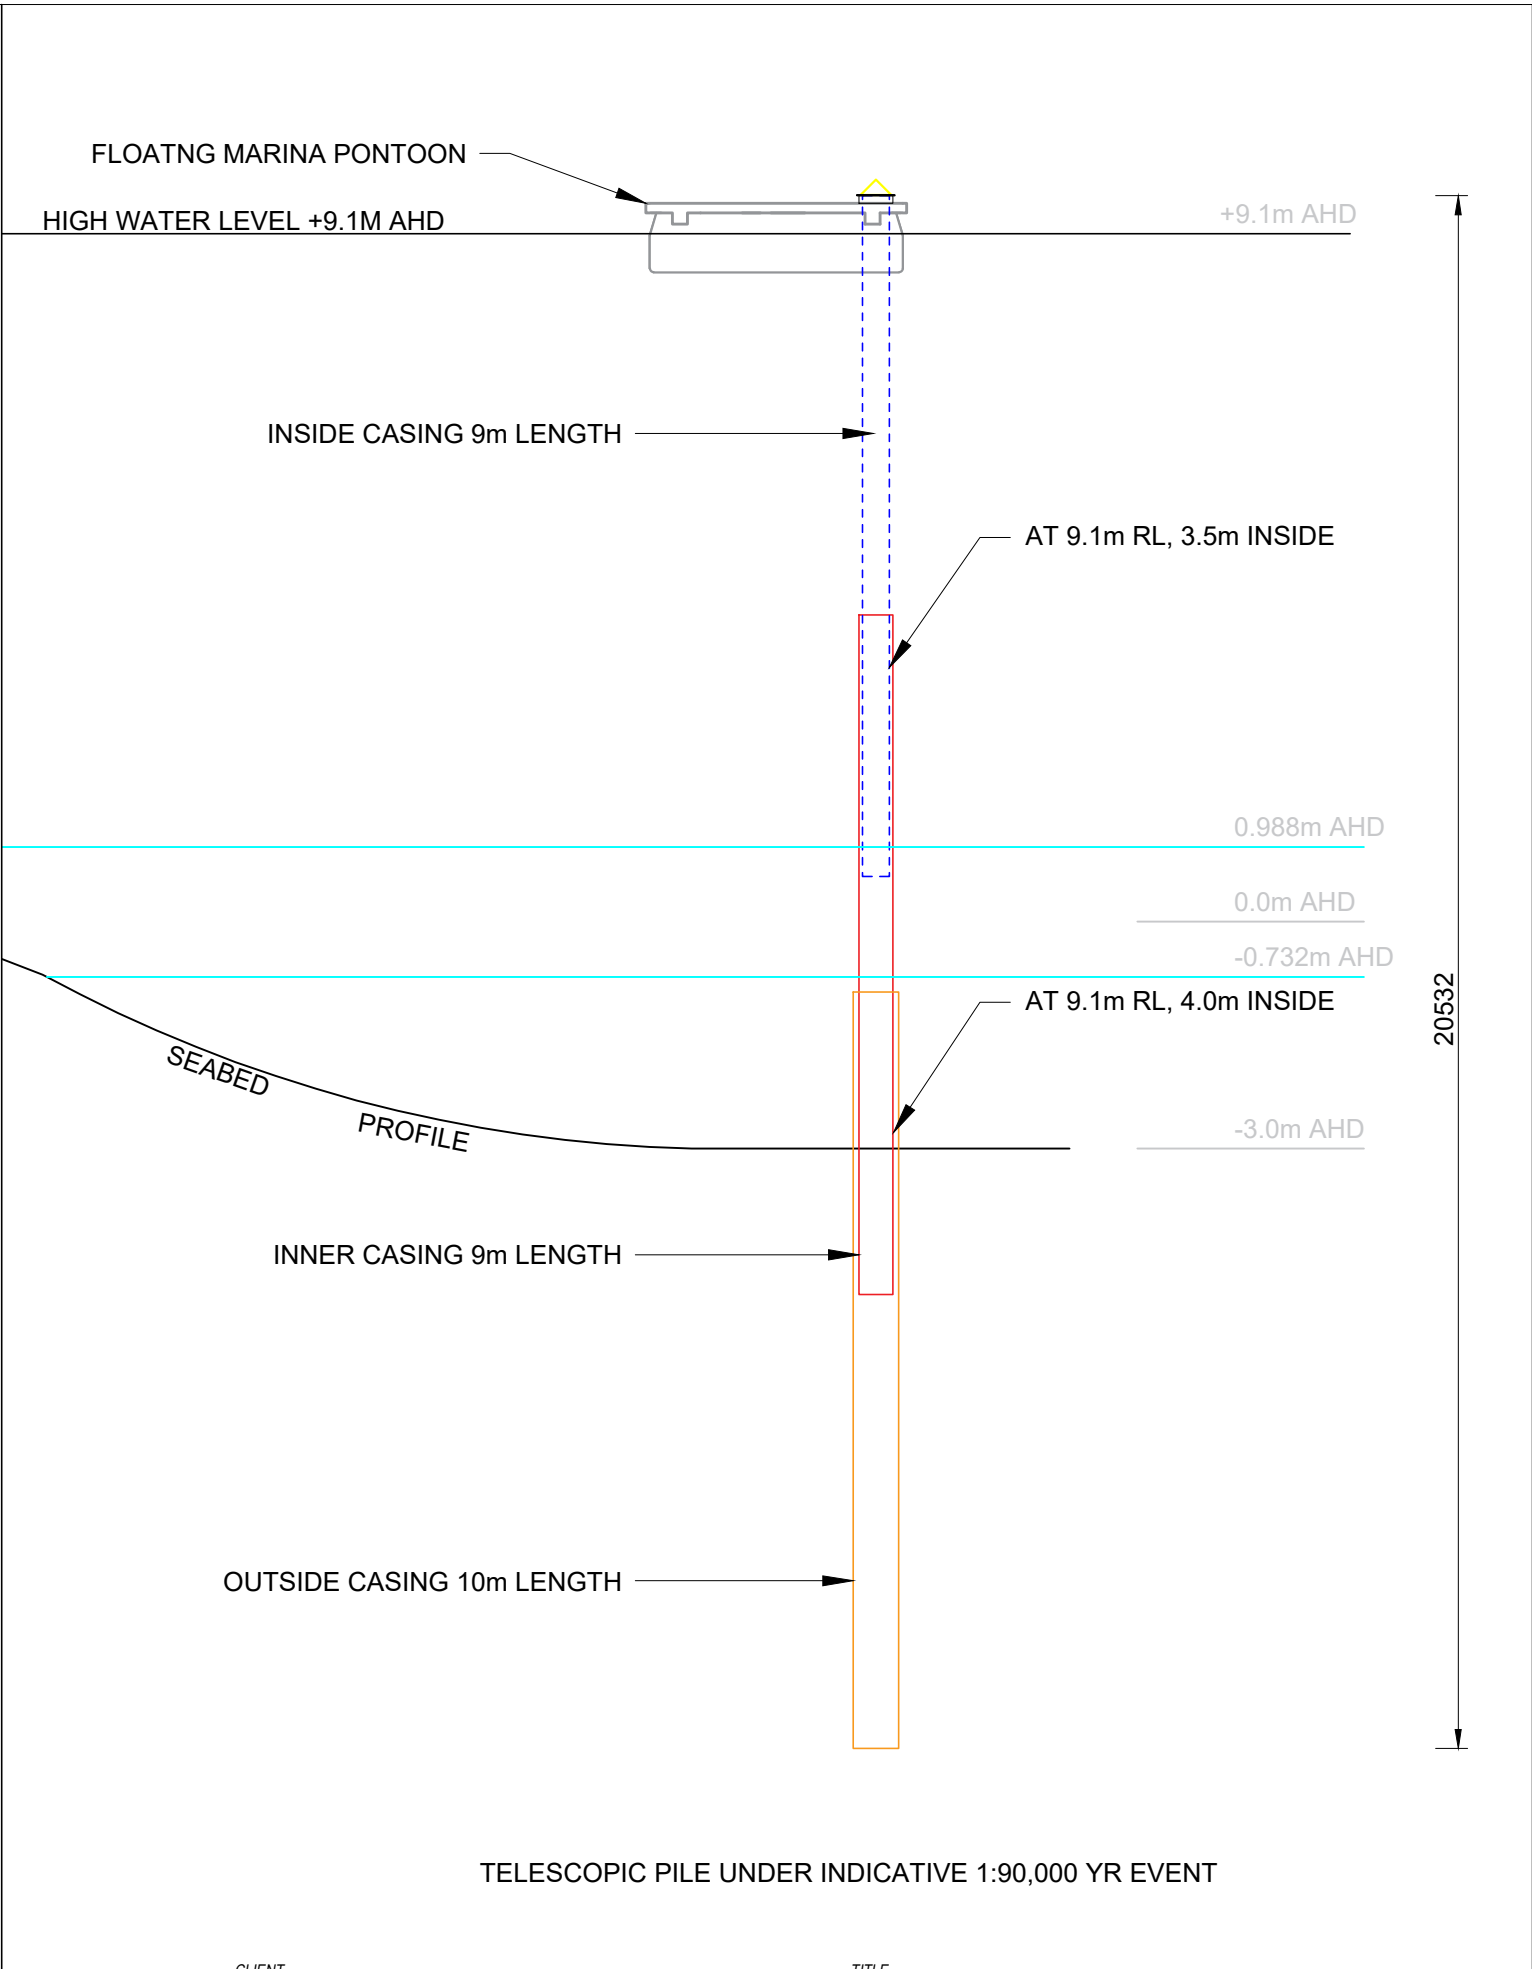 FLOATNG MARINA PONTOON
HIGH WATER LEVEL +9.1M AHD
+9.1m AHD
INSIDE CASING 9m LENGTH
AT 9.1m RL, 3.5m INSIDE
0.988m AHD
0.0m AHD
-0.732m AHD
AT 9.1m RL, 4.0m INSIDE
20532
SEABED
PROFILE
-3.0m AHD
INNER CASING 9m LENGTH
OUTSIDE CASING 10m LENGTH
TELESCOPIC PILE UNDER INDICATIVE 1:90,000 YR EVENT
CLIENT
TITLE